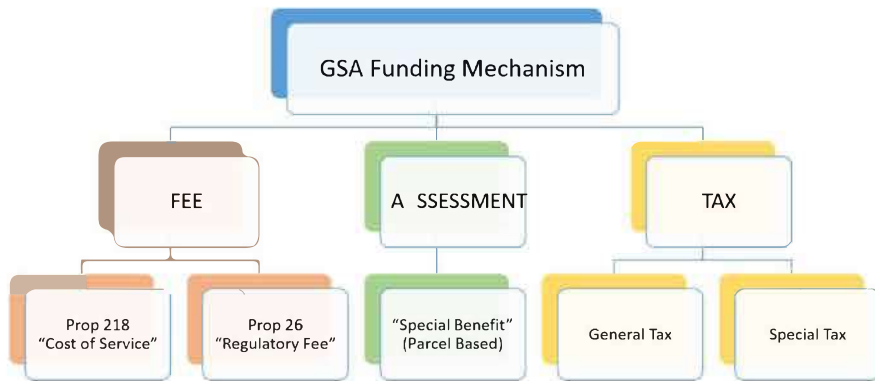 GSA Funding Mechanism
FEE
A SSESSMENT
TAX
Prop 218
“Cost of Service”
Prop 26
“Regulatory Fee”
“Special Benefit”
(Parcel Based)
General Tax
Special Tax